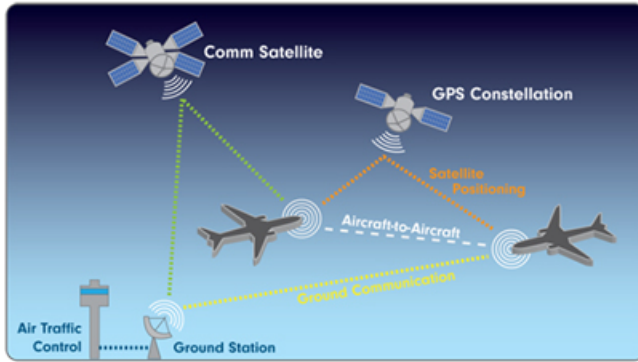 Comm Satellite
GPS Constellation
Satellite
Positioning
Aircraft-to-Aircraft
Ground Communication
Air Traffic
Control
Ground Station